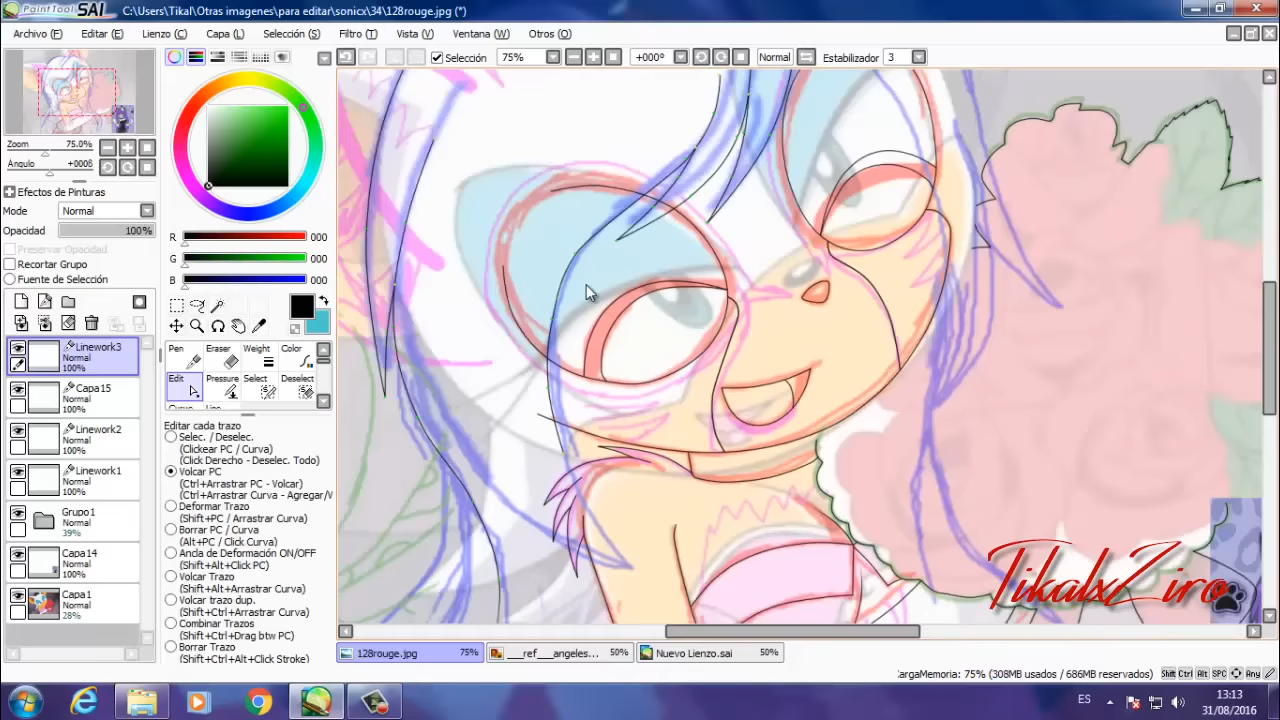 PaintTool SAI C:\Users\Tikal\Otras imagenes\para editar\sonicx\34\128rouge.jpg (*)
Archivo (F) Editar (E) Lienzo (C) Capa (L) Selección (S) Filtro (T) Vista (V) Ventana (W) Otros (O)
Selección 75% +000º Normal Estabilizador 3
Zoom 75.0%
Angulo +000º
Efectos de Pinturas
Mode Normal
Opacidad 100%
Preservar Opacidad
Recortar Grupo
Fuente de Selección
Linework3
Normal
100%
Capa15
Normal
100%
Linework2
Normal
100%
Linework1
Normal
100%
Grupo1
Normal
39%
Capa14
Normal
100%
Capa1
Normal
28%
R 000
G 000
B 000
Pen Eraser Weight Color
Edit Pressure Select Deselect
Curve Line
Editar cada trazo
Selec. / Deselec.
(Clickear PC / Curva)
(Click Derecho - Deselec. Todo)
Volcar PC
(Ctrl+Arrastrar PC - Volcar)
(Ctrl+Arrastrar Curva - Agregar/V
Deformar Trazo
(Shift+PC / Arrastrar Curva)
Borrar PC / Curva
(Alt+PC / Click Curva)
Ancla de Deformación ON/OFF
(Shift+Alt+Click PC)
Volcar Trazo
(Shift+Alt+Arrastrar Curva)
Volcar trazo dup.
(Shift+Ctrl+Arrastrar Curva)
Combinar Trazos
(Shift+Ctrl+Drag btw PC)
Borrar Trazo
(Shift+Ctrl+Alt+Click Stroke)
TikalxZiro
128rouge.jpg 75% ___ref___angeles... 50% Nuevo Lienzo.sai 50%
CargaMemoria: 75% (308MB usados / 686MB reservados) Shift Ctrl Alt SPC Any
ES 13:13
31/08/2016